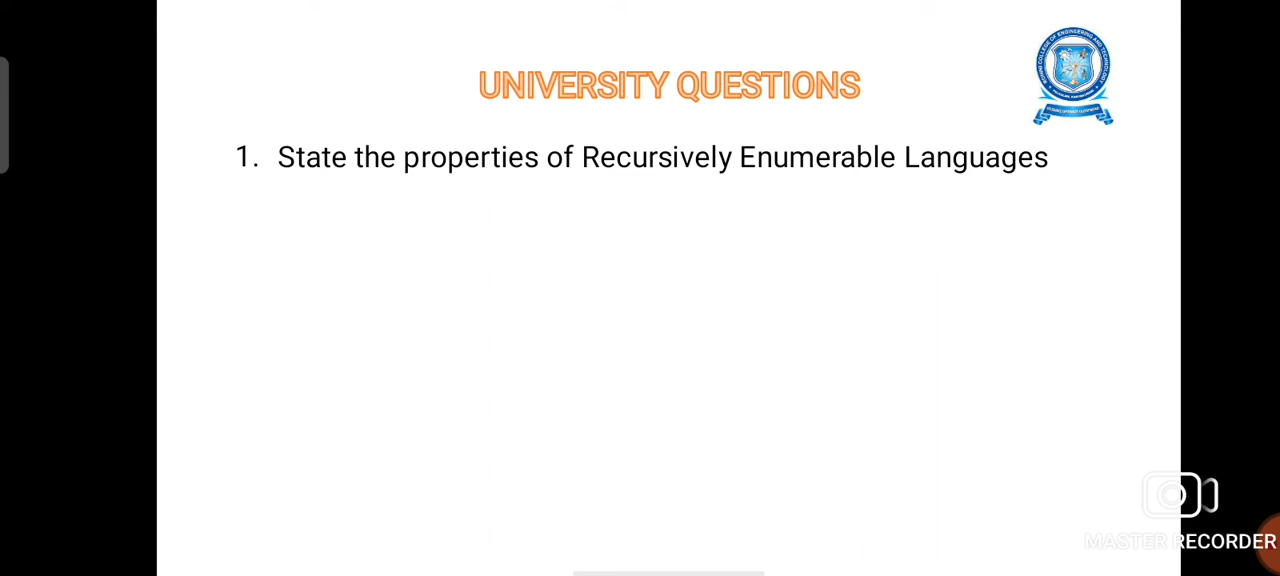 UNIVERSITY QUESTIONS
1. State the properties of Recursively Enumerable Languages
MASTER RECORDER